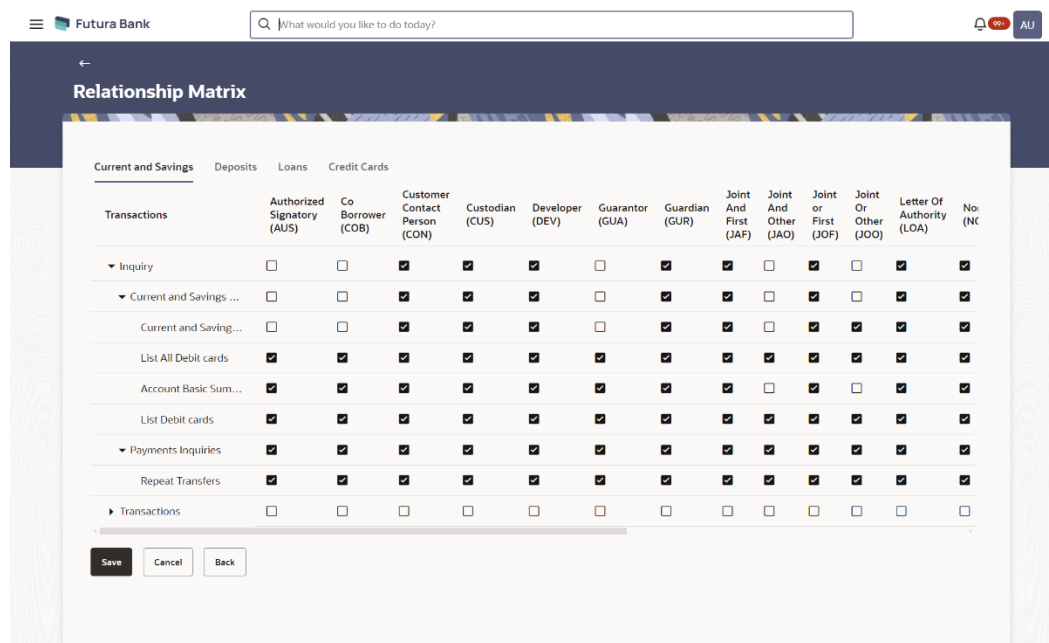 Futura Bank
What would you like to do today?
99+
AU
Relationship Matrix
Current and Savings Deposits Loans Credit Cards
Transactions
Authorized Signatory (AUS)
Co Borrower (COB)
Customer Contact Person (CON)
Custodian (CUS)
Developer (DEV)
Guarantor (GUA)
Guardian (GUR)
Joint And First (JAF)
Joint And Other (JAO)
Joint or First (JOF)
Joint Or Other (JOO)
Letter Of Authority (LOA)
Inquiry
Current and Savings ...
Current and Saving...
List All Debit cards
Account Basic Sum...
List Debit cards
Payments Inquiries
Repeat Transfers
Transactions
Save Cancel Back